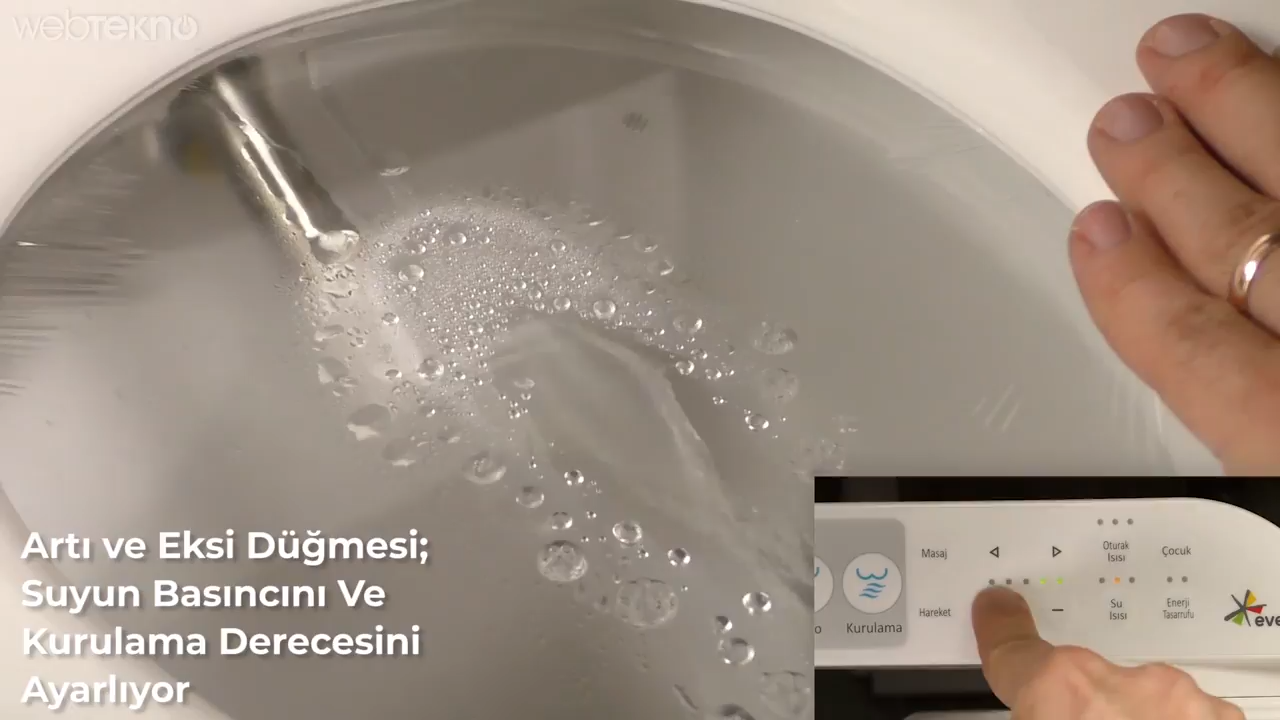 webTEKNO
Artı ve Eksi Düğmesi;
Suyun Basıncını Ve
Kurulama Derecesini
Ayarlıyor
Masaj
Oturak
Isısı
Çocuk
o
Kurulama
Hareket
Su
Isısı
Enerji
Tasarrufu
eve